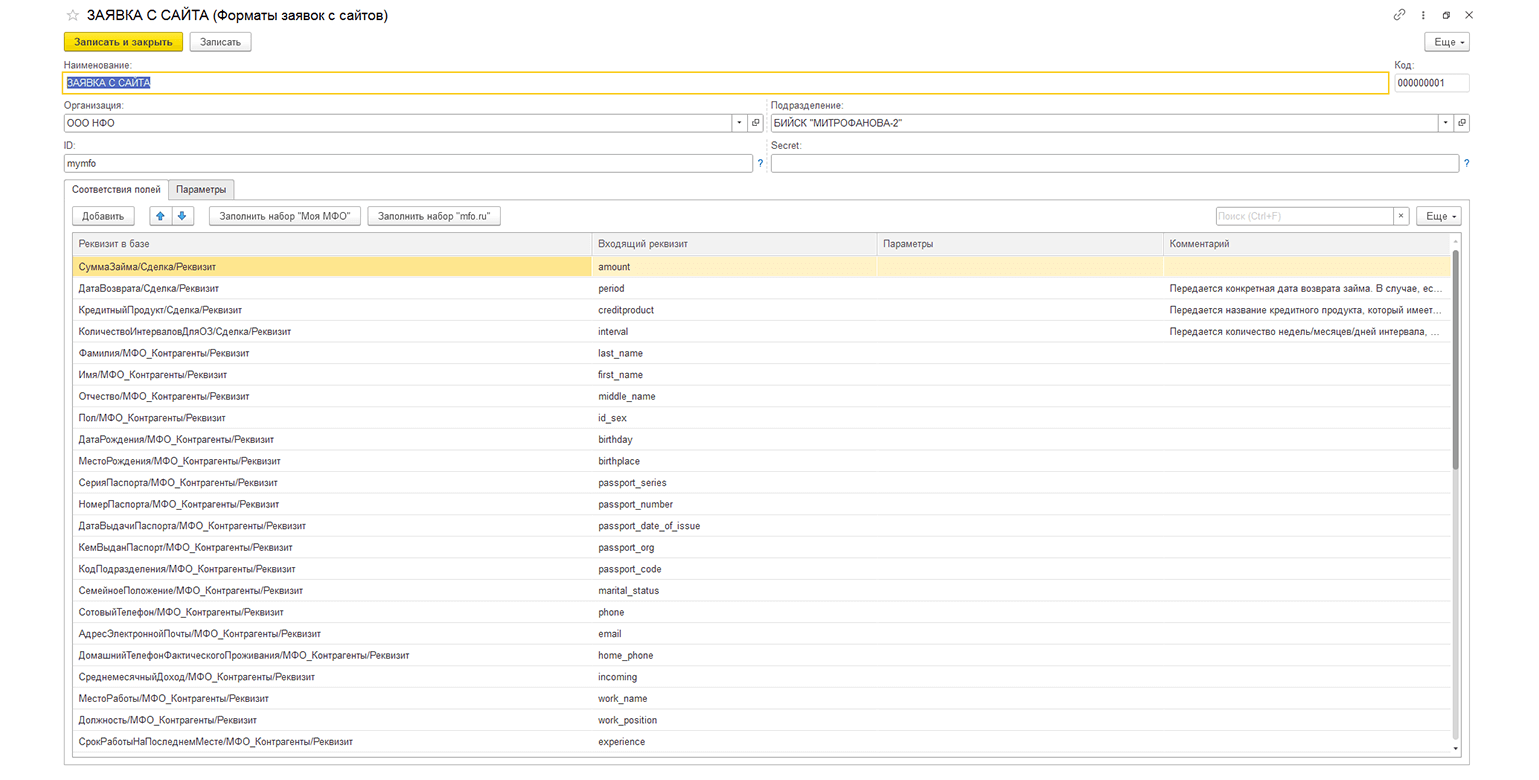 ЗАЯВКА С САЙТА (Форматы заявок с сайтов)
Записать и закрыть Записать Еще
Наименование: Код:
ЗАЯВКА С САЙТА 000000001
Организация: Подразделение:
ООО НФО БИЙСК "МИТРОФАНОВА-2"
ID: Secret:
mymfo ? ?
Соответствия полей Параметры
Добавить Заполнить набор "Моя МФО" Заполнить набор "mfo.ru" Поиск (Ctrl+F) × Еще
Реквизит в базе Входящий реквизит Параметры Комментарий
СуммаЗайма/Сделка/Реквизит amount
ДатаВозврата/Сделка/Реквизит period Передается конкретная дата возврата займа. В случае, ес...
КредитныйПродукт/Сделка/Реквизит creditproduct Передается название кредитного продукта, который имеет...
КоличествоИнтерваловДляОЗ/Сделка/Реквизит interval Передается количество недель/месяцев/дней интервала, ...
Фамилия/МФО_Контрагенты/Реквизит last_name
Имя/МФО_Контрагенты/Реквизит first_name
Отчество/МФО_Контрагенты/Реквизит middle_name
Пол/МФО_Контрагенты/Реквизит id_sex
ДатаРождения/МФО_Контрагенты/Реквизит birthday
МестоРождения/МФО_Контрагенты/Реквизит birthplace
СерияПаспорта/МФО_Контрагенты/Реквизит passport_series
НомерПаспорта/МФО_Контрагенты/Реквизит passport_number
ДатаВыдачиПаспорта/МФО_Контрагенты/Реквизит passport_date_of_issue
КемВыданПаспорт/МФО_Контрагенты/Реквизит passport_org
КодПодразделения/МФО_Контрагенты/Реквизит passport_code
СемейноеПоложение/МФО_Контрагенты/Реквизит marital_status
СотовыйТелефон/МФО_Контрагенты/Реквизит phone
АдресЭлектроннойПочты/МФО_Контрагенты/Реквизит email
ДомашнийТелефонФактическогоПроживания/МФО_Контрагенты/Реквизит home_phone
СреднемесячныйДоход/МФО_Контрагенты/Реквизит incoming
МестоРаботы/МФО_Контрагенты/Реквизит work_name
Должность/МФО_Контрагенты/Реквизит work_position
СрокРаботыНаПоследнемМесте/МФО_Контрагенты/Реквизит experience